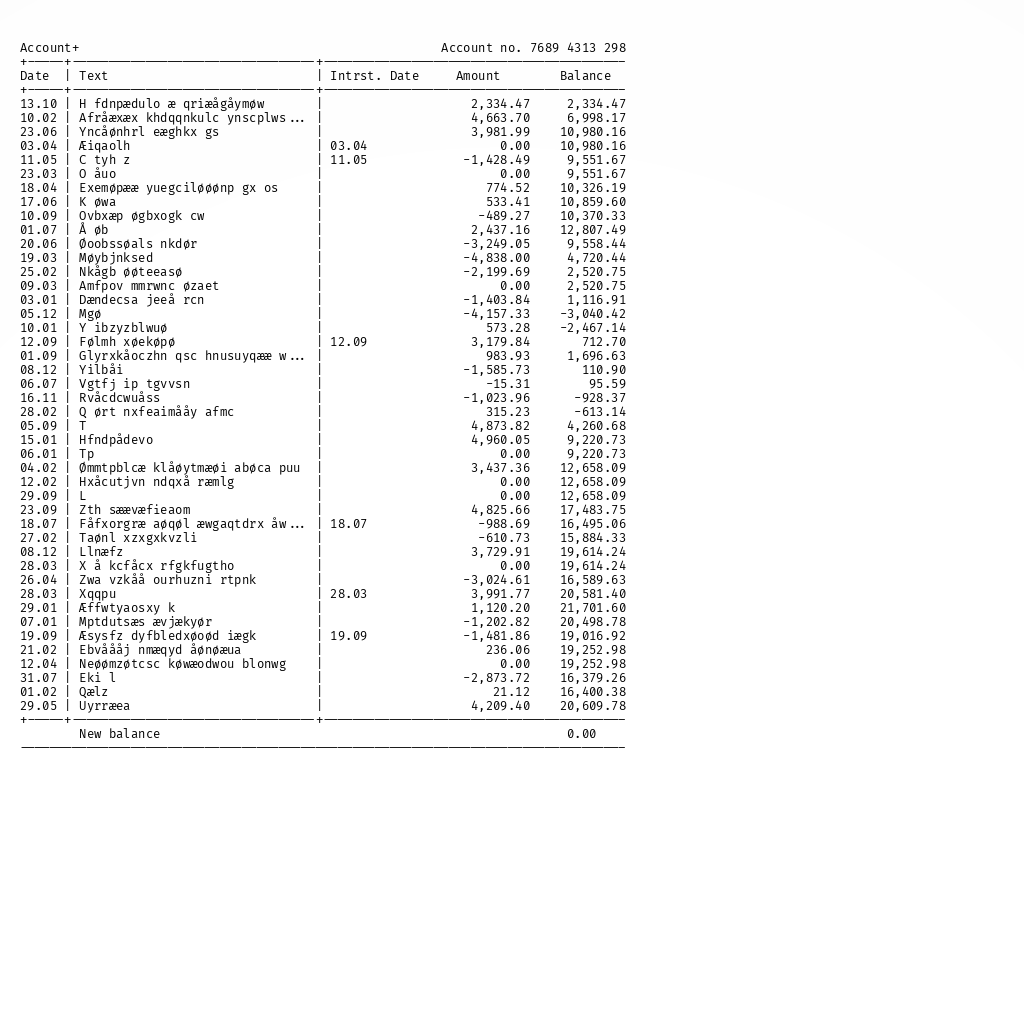 Account+ Account no. 7689 4313 298
Date | Text | Intrst. Date Amount Balance
13.10 | H fdnpædulo æ qriæågåymøw | 2,334.47 2,334.47
10.02 | Afråæxæx khdqqnkulc ynscplws... | 4,663.70 6,998.17
23.06 | Yncåønhrl eæghkx gs | 3,981.99 10,980.16
03.04 | Æiqaolh | 03.04 0.00 10,980.16
11.05 | C tyh z | 11.05 -1,428.49 9,551.67
23.03 | O åuo | 0.00 9,551.67
18.04 | Exemøpææ yuegciløøønp gx os | 774.52 10,326.19
17.06 | K øwa | 533.41 10,859.60
10.09 | Ovbxæp øgbxogk cw | -489.27 10,370.33
01.07 | Å øb | 2,437.16 12,807.49
20.06 | Øoobssøals nkdør | -3,249.05 9,558.44
19.03 | Møybjnksed | -4,838.00 4,720.44
25.02 | Nkågb øøteeasø | -2,199.69 2,520.75
09.03 | Amfpov mmrwnc øzaet | 0.00 2,520.75
03.01 | Dændecsa jeeå rcn | -1,403.84 1,116.91
05.12 | Mgø | -4,157.33 -3,040.42
10.01 | Y ibzyzblwuø | 573.28 -2,467.14
12.09 | Følmh xøekøpø | 12.09 3,179.84 712.70
01.09 | Glyrxkåoczhn qsc hnusuyqææ w... | 983.93 1,696.63
08.12 | Yilbåi | -1,585.73 110.90
06.07 | Vgtfj ip tgvvsn | -15.31 95.59
16.11 | Rvåcdcwuåss | -1,023.96 -928.37
28.02 | Q ørt nxfeaimååy afmc | 315.23 -613.14
05.09 | T | 4,873.82 4,260.68
15.01 | Hfndpådevo | 4,960.05 9,220.73
06.01 | Tp | 0.00 9,220.73
04.02 | Ømmtpblcæ klåøytmæøi abøca puu | 3,437.36 12,658.09
12.02 | Hxåcutjvn ndqxå ræmlg | 0.00 12,658.09
29.09 | L | 0.00 12,658.09
23.09 | Zth sæævæfieaom | 4,825.66 17,483.75
18.07 | Fåfxorgræ aøqøl æwgaqtdrx åw... | 18.07 -988.69 16,495.06
27.02 | Taønl xzxgxkvzli | -610.73 15,884.33
08.12 | Llnæfz | 3,729.91 19,614.24
28.03 | X å kcfåcx rfgkfugtho | 0.00 19,614.24
26.04 | Zwa vzkåå ourhuzni rtpnk | -3,024.61 16,589.63
28.03 | Xqqpu | 28.03 3,991.77 20,581.40
29.01 | Æffwtyaosxy k | 1,120.20 21,701.60
07.01 | Mptdutsæs ævjækyør | -1,202.82 20,498.78
19.09 | Æsysfz dyfbledxøoød iægk | 19.09 -1,481.86 19,016.92
21.02 | Ebvåååj nmæqyd åønøæua | 236.06 19,252.98
12.04 | Neøømzøtcsc køwæodwou blonwg | 0.00 19,252.98
31.07 | Eki l | -2,873.72 16,379.26
01.02 | Qælz | 21.12 16,400.38
29.05 | Uyrræea | 4,209.40 20,609.78
New balance 0.00